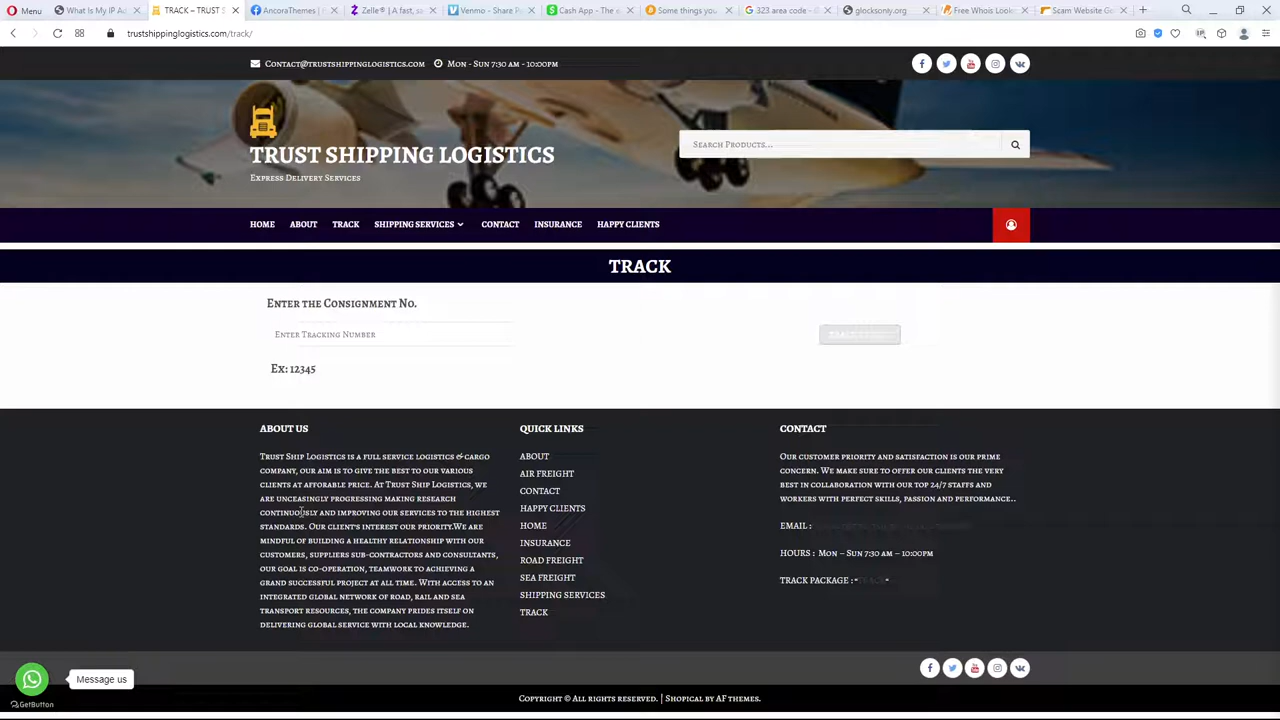 Menu
What Is My IP Ad
TRACK – TRUST S
AncoraThemes |
Zelle® | A fast, sa
Venmo - Share P
Cash App - The e
Some things you
323 area code - G
glocksonly.org
Free Whois Look
Scam Website Ge
trustshippinglogistics.com/track/
Contact@trustshippinglogistics.com
Mon - Sun 7:30 am - 10:00pm
TRUST SHIPPING LOGISTICS
Express Delivery Services
Search Products...
HOME ABOUT TRACK SHIPPING SERVICES CONTACT INSURANCE HAPPY CLIENTS
TRACK
Enter the Consignment No.
Enter Tracking Number
Ex: 12345
ABOUT US
Trust Ship Logistics is a full service logistics & cargo
company, our aim is to give the best to our various
clients at afforable price. At Trust Ship Logistics, we
are unceasingly progressing making research
continuously and improving our services to the highest
standards. Our client's interest our priority.We are
mindful of building a healthy relationship with our
customers, suppliers sub-contractors and consultants,
our goal is co-operation, teamwork to achieving a
grand successful project at all time. With access to an
integrated global network of road, rail and sea
transport resources, the company prides itself on
delivering global service with local knowledge.
QUICK LINKS
ABOUT
AIR FREIGHT
CONTACT
HAPPY CLIENTS
HOME
INSURANCE
ROAD FREIGHT
SEA FREIGHT
SHIPPING SERVICES
TRACK
CONTACT
Our customer priority and satisfaction is our prime
concern. We make sure to offer our clients the very
best in collaboration with our top 24/7 staffs and
workers with perfect skills, passion and performance..
EMAIL :
HOURS : Mon – Sun 7:30 am – 10:00pm
TRACK PACKAGE : "TRACK"
Message us
GetButton
Copyright © All rights reserved. | Shopical by AF themes.